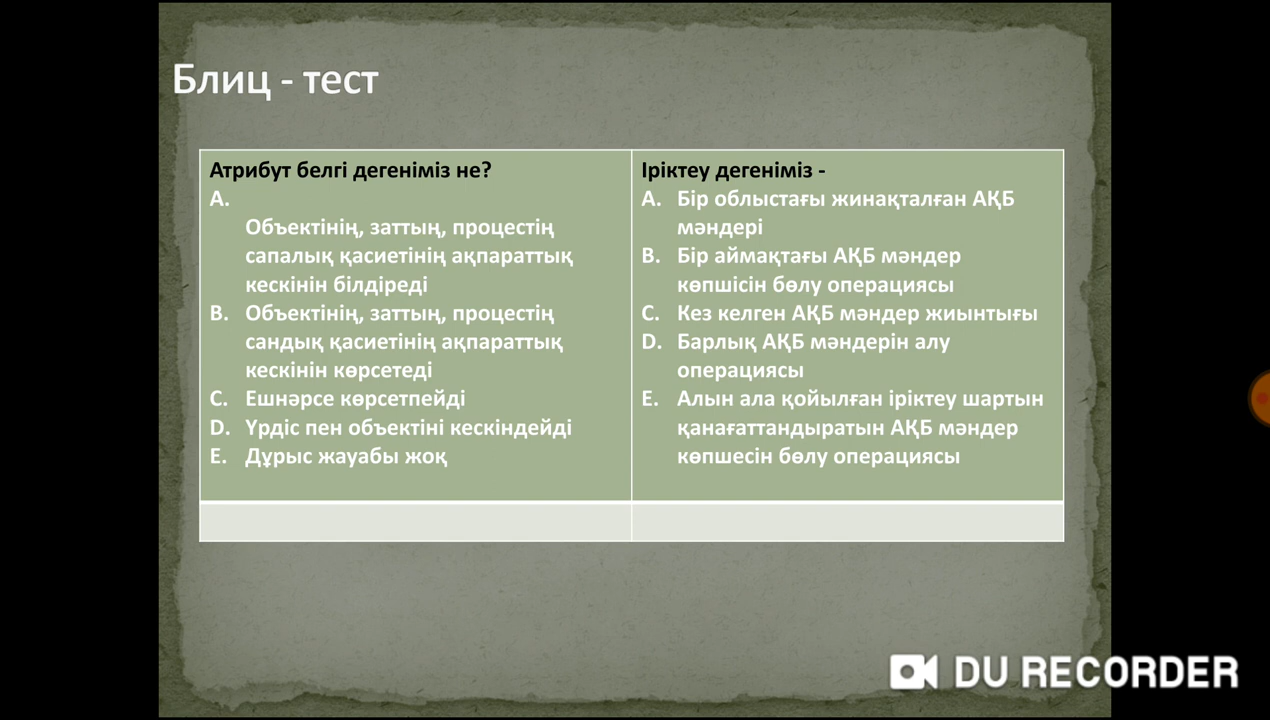 Блиц - тест
Атрибут белгі дегеніміз не?
A.
Объектінің, заттың, процестің
сапалық қасиетінің ақпараттық
кескінін білдіреді
B. Объектінің, заттың, процестің
сандық қасиетінің ақпараттық
кескінін көрсетеді
C. Ешнәрсе көрсетпейді
D. Үрдіс пен объектіні кескіндейді
E. Дұрыс жауабы жоқ
Іріктеу дегеніміз -
A. Бір облыстағы жинақталған АҚБ
мәндері
B. Бір аймақтағы АҚБ мәндер
көпшісін бөлу операциясы
C. Кез келген АҚБ мәндер жиынтығы
D. Барлық АҚБ мәндерін алу
операциясы
E. Алын ала қойылған іріктеу шартын
қанағаттандыратын АҚБ мәндер
көпшесін бөлу операциясы
DU RECORDER